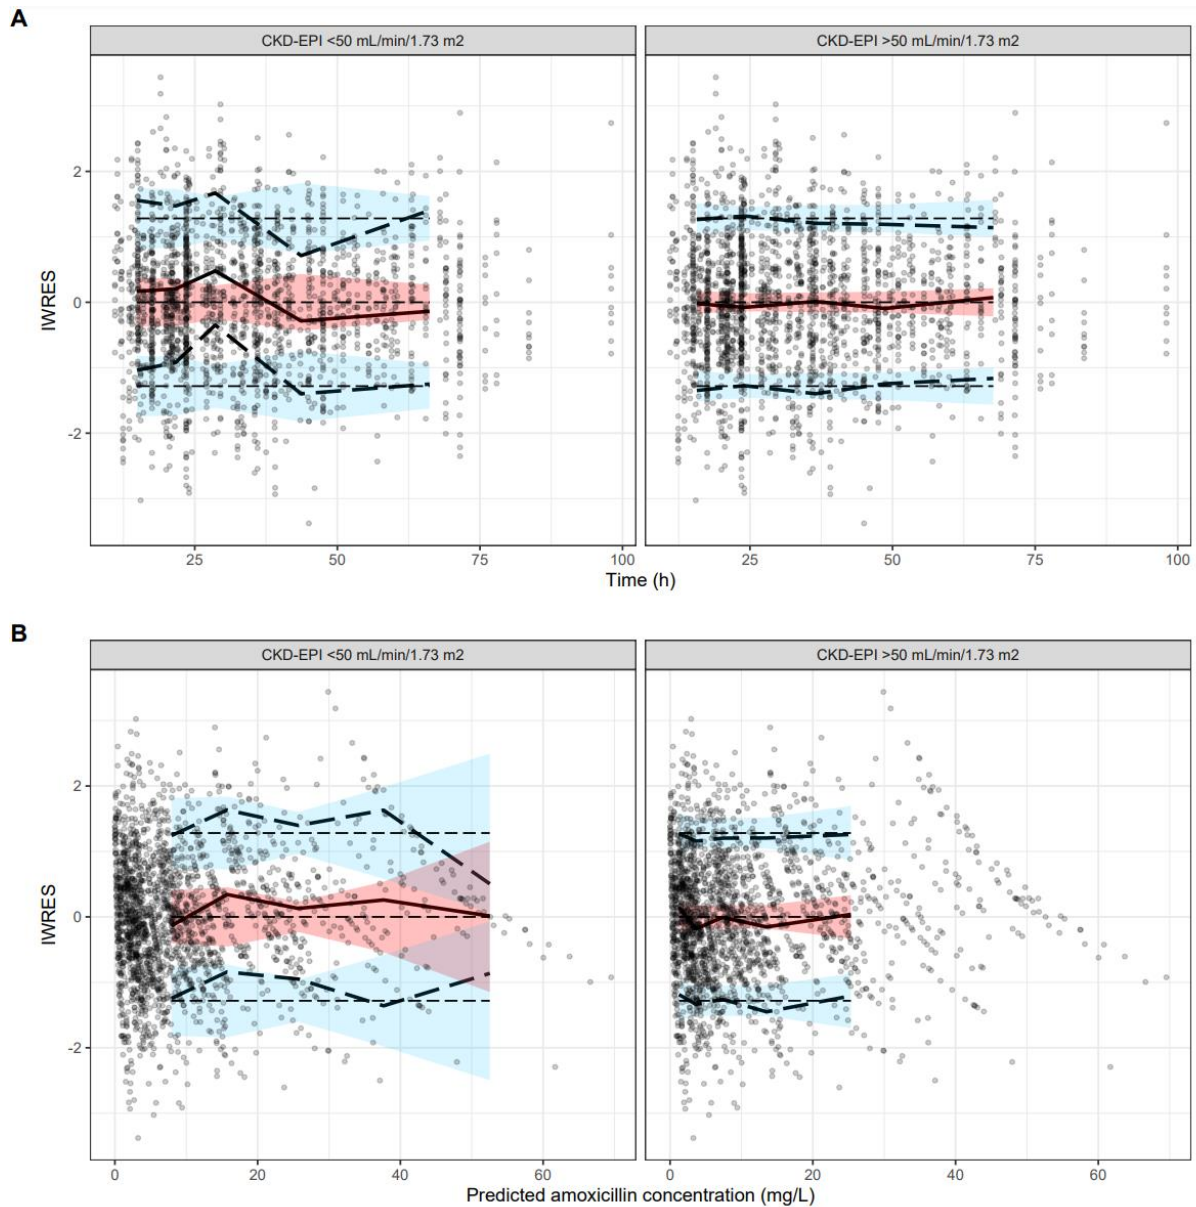 A
CKD-EPI <50 mL/min/1.73 m2
CKD-EPI >50 mL/min/1.73 m2
2
0
-2
IWRES
25
50
75
100
25
50
75
100
Time (h)
B
CKD-EPI <50 mL/min/1.73 m2
CKD-EPI >50 mL/min/1.73 m2
2
0
-2
IWRES
0
20
40
60
0
20
40
60
Predicted amoxicillin concentration (mg/L)